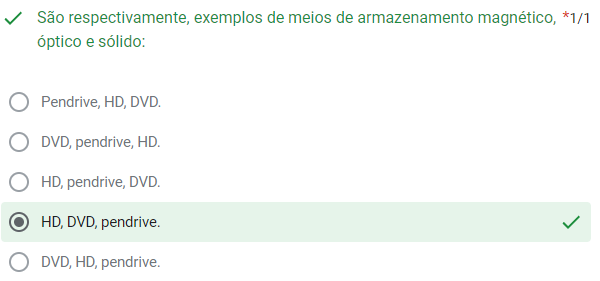 São respectivamente, exemplos de meios de armazenamento magnético, *1/1
óptico e sólido:
Pendrive, HD, DVD.
DVD, pendrive, HD.
HD, pendrive, DVD.
HD, DVD, pendrive.
DVD, HD, pendrive.